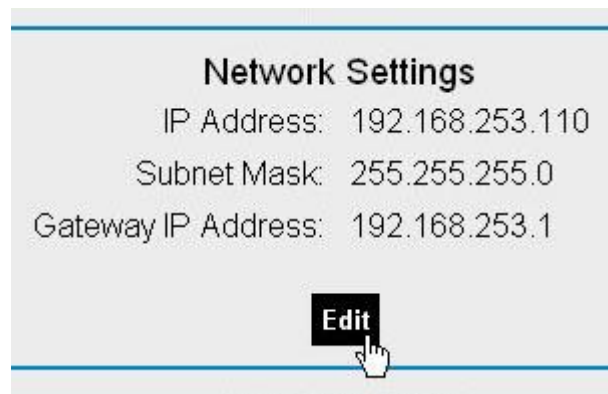 Network Settings
IP Address: 192.168.253.110
Subnet Mask: 255.255.255.0
Gateway IP Address: 192.168.253.1
Edit